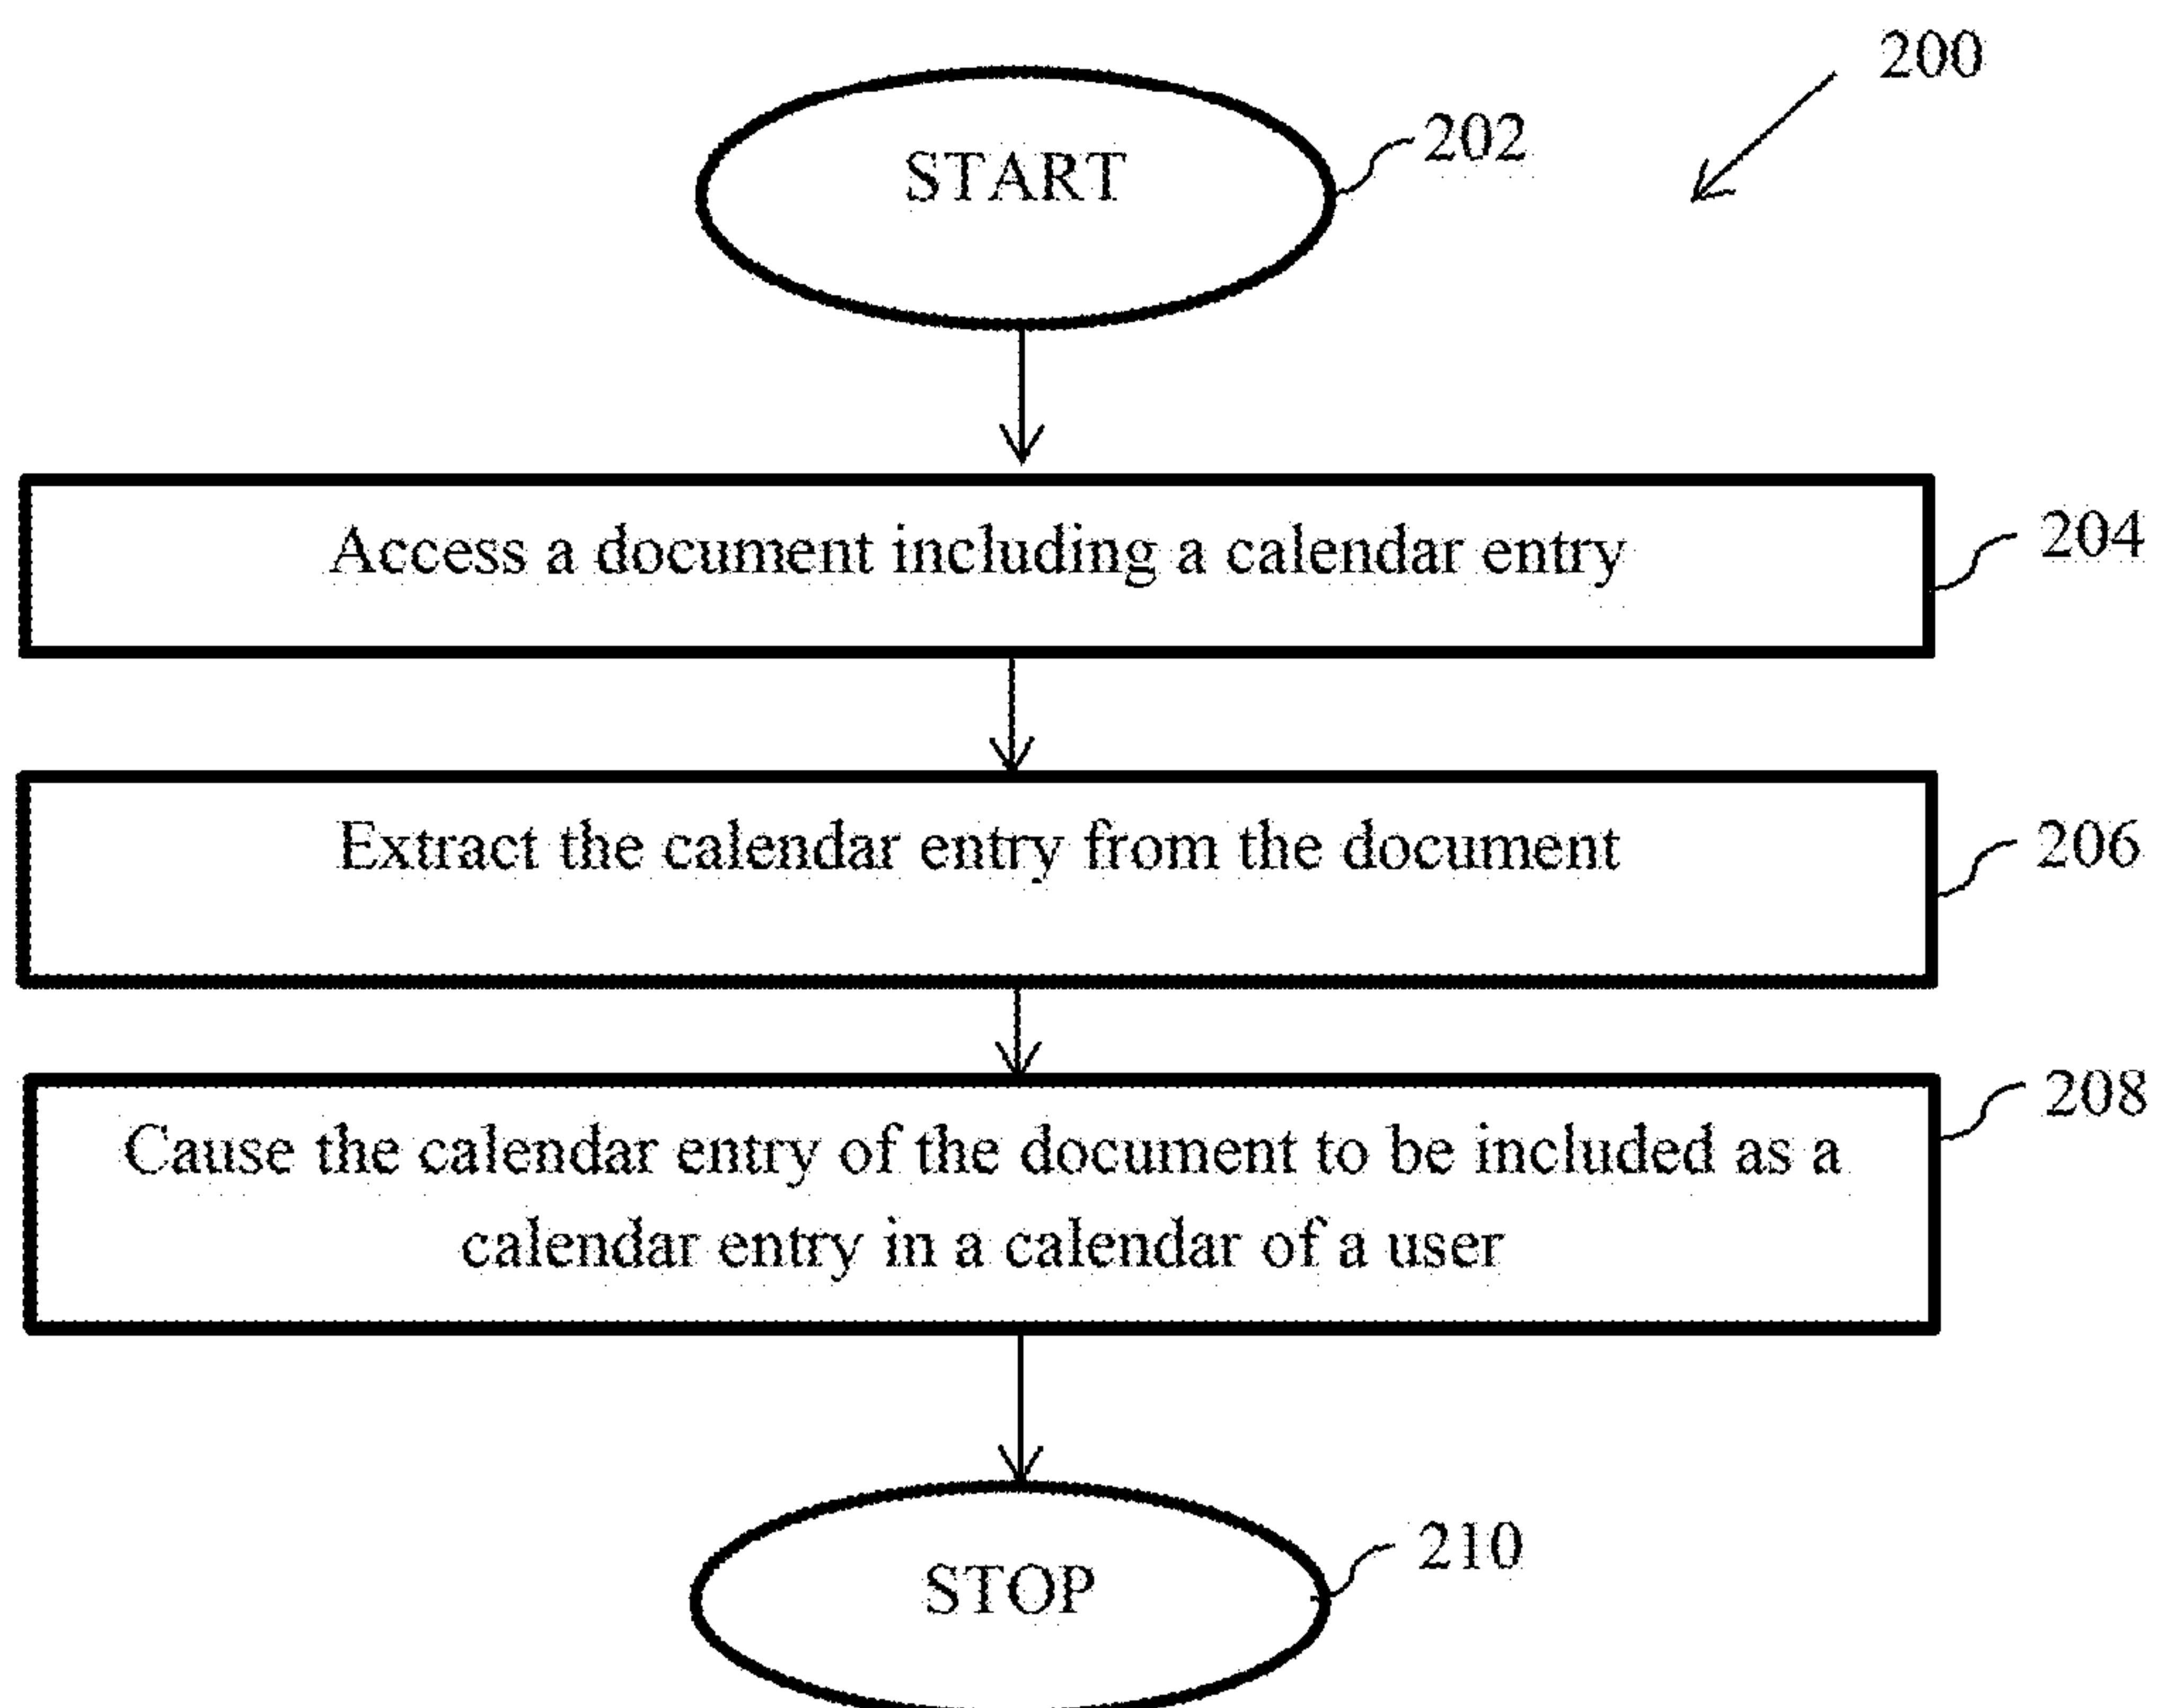 200
START
202
Access a document including a calendar entry
204
Extract the calendar entry from the document
206
Cause the calendar entry of the document to be included as a
calendar entry in a calendar of a user
208
STOP
210